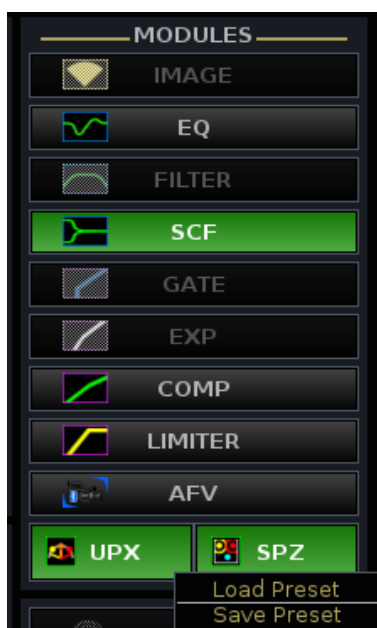 MODULES
IMAGE
EQ
FILTER
SCF
GATE
EXP
COMP
LIMITER
AFV
UPX
SPZ
Load Preset
Save Preset